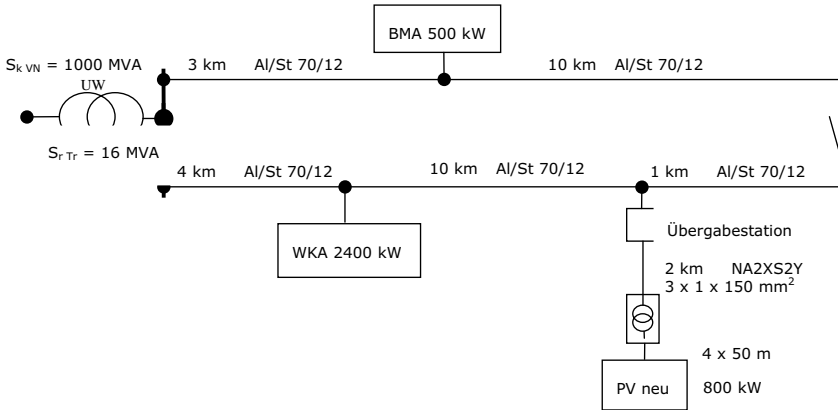 BMA 500 kW
Sk VN = 1000 MVA
3 km Al/St 70/12
10 km Al/St 70/12
UW
Sr Tr = 16 MVA
4 km Al/St 70/12
10 km Al/St 70/12
1 km Al/St 70/12
Übergabestation
WKA 2400 kW
2 km NA2XS2Y
3 x 1 x 150 mm²
4 x 50 m
PV neu
800 kW